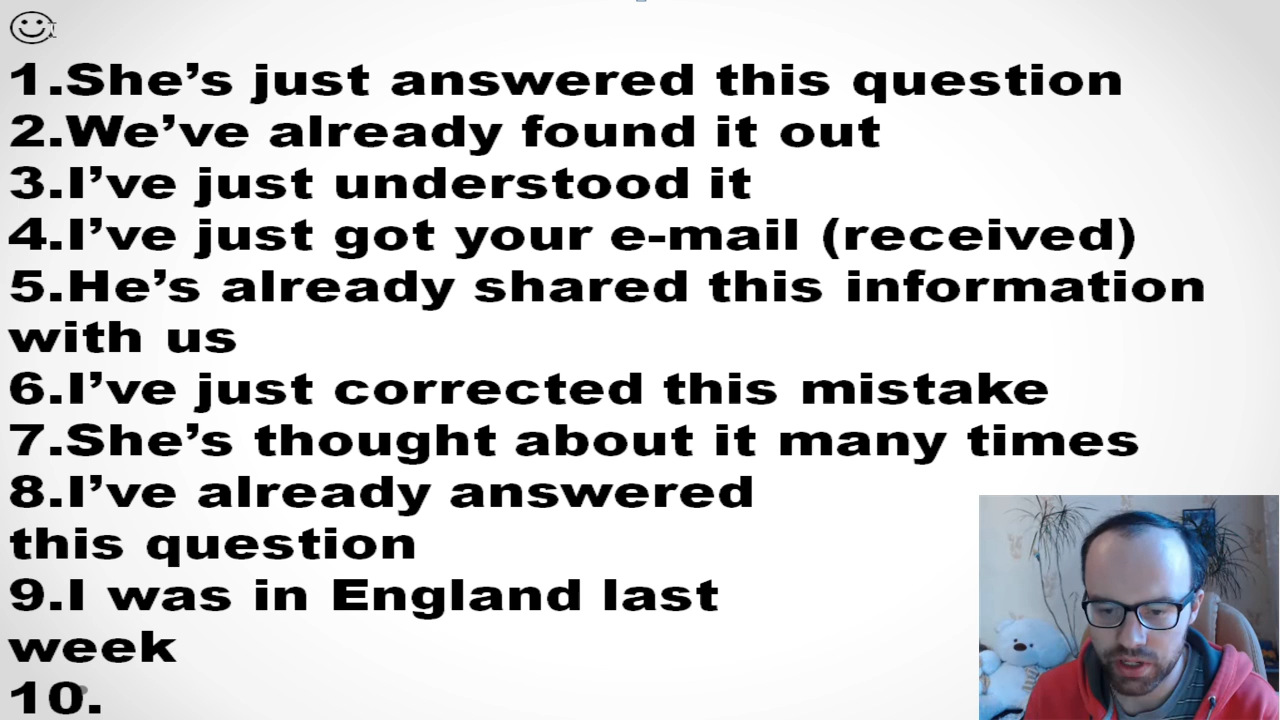 1.She’s just answered this question
2.We’ve already found it out
3.I’ve just understood it
4.I’ve just got your e-mail (received)
5.He’s already shared this information
with us
6.I’ve just corrected this mistake
7.She’s thought about it many times
8.I’ve already answered
this question
9.I was in England last
week
10.